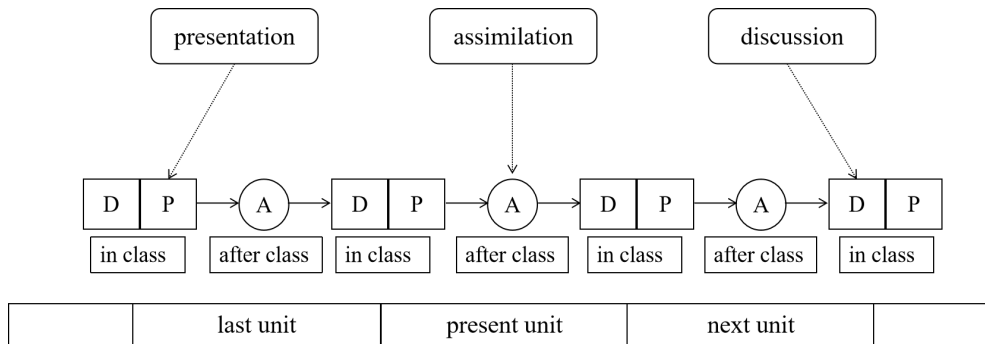 presentation
assimilation
discussion
D P A D P A D P A D P
in class after class in class after class in class after class in class
last unit present unit next unit